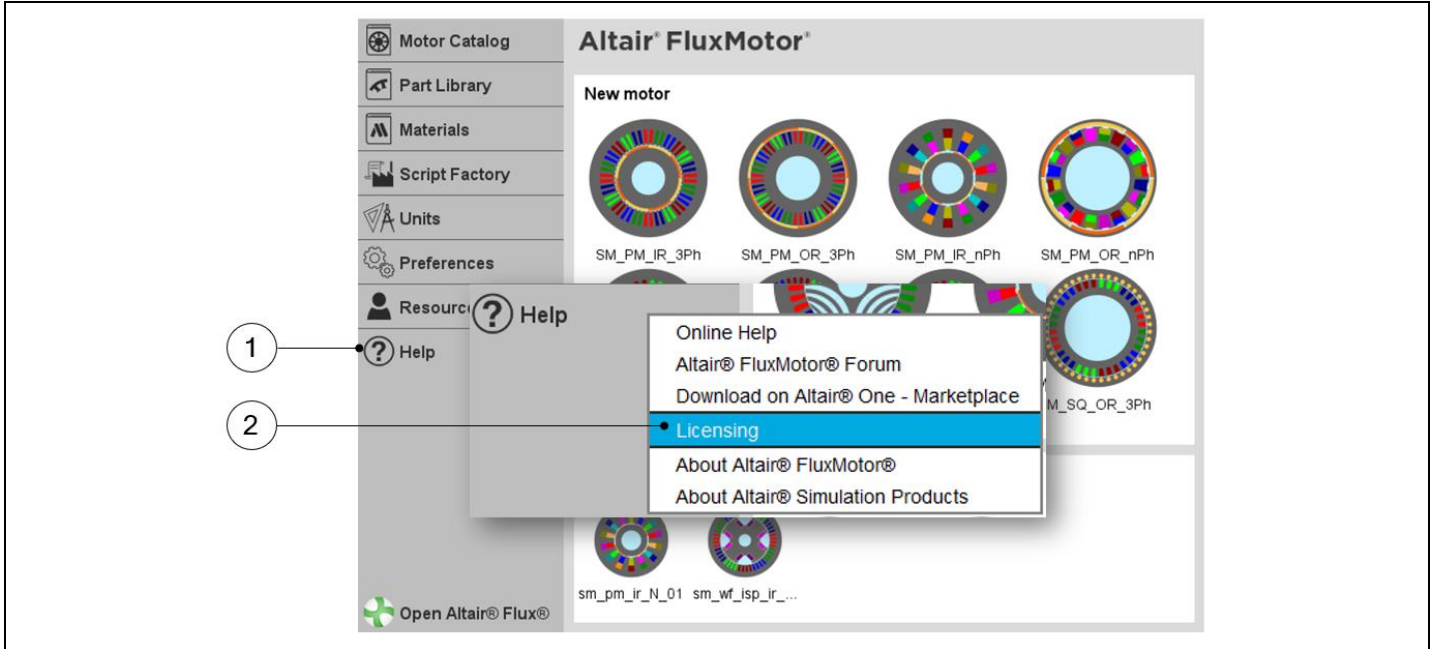 Motor Catalog
Altair® FluxMotor®
Part Library
New motor
Materials
Script Factory
Units
Preferences
SM_PM_IR_3Ph SM_PM_OR_3Ph SM_PM_IR_nPh SM_PM_OR_nPh
Resourc
Help
1
Help
Online Help
Altair® FluxMotor® Forum
Download on Altair® One - Marketplace
2
Licensing
M_SQ_OR_3Ph
About Altair® FluxMotor®
About Altair® Simulation Products
sm_pm_ir_N_01 sm_wf_isp_ir_...
Open Altair® Flux®